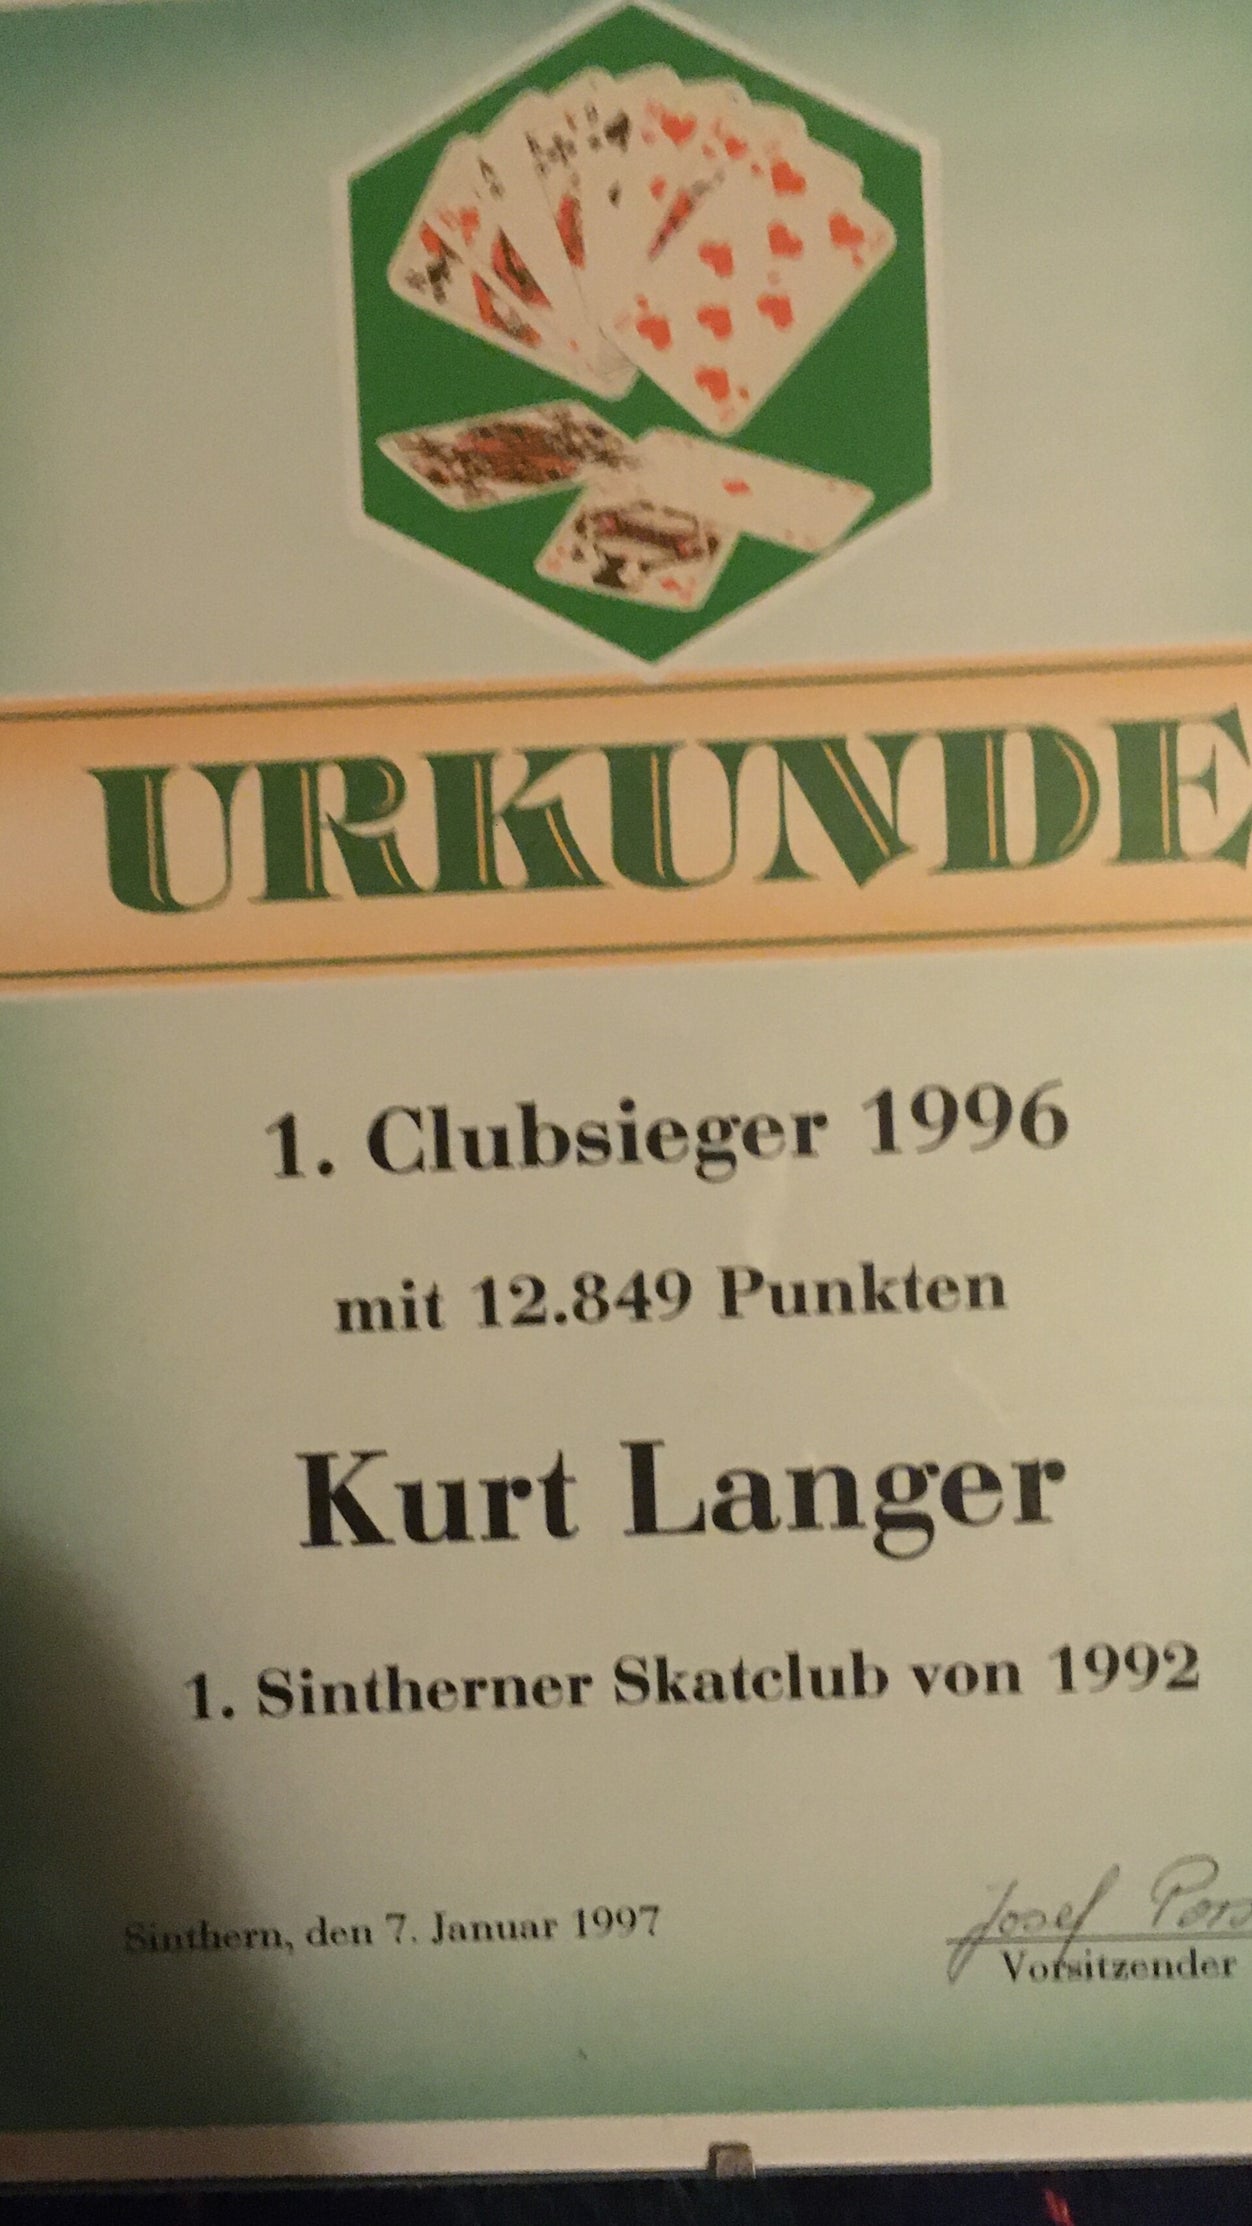 URKUNDE
1. Clubsieger 1996
mit 12.849 Punkten
Kurt Langer
1. Sintherner Skatclub von 1992
Sinthern, den 7. Januar 1997
Josef
Vorsitzender